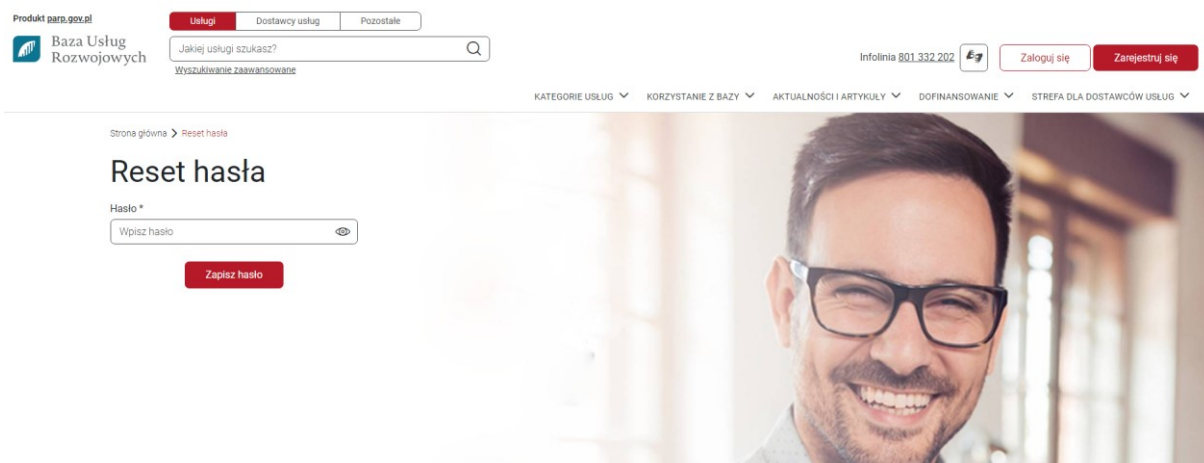 Produkt parp.gov.pl
Baza Usług
Rozwojowych
Usługi Dostawcy usług Pozostałe
Jakiej usługi szukasz?
Wyszukiwanie zaawansowane
Infolinia 801 332 202
Zaloguj się
Zarejestruj się
KATEGORIE USŁUG KORZYSTANIE Z BAZY AKTUALNOŚCI I ARTYKUŁY DOFINANSOWANIE STREFA DLA DOSTAWCÓW USŁUG
Strona główna Reset hasła
Reset hasła
Hasło *
Wpisz hasło
Zapisz hasło